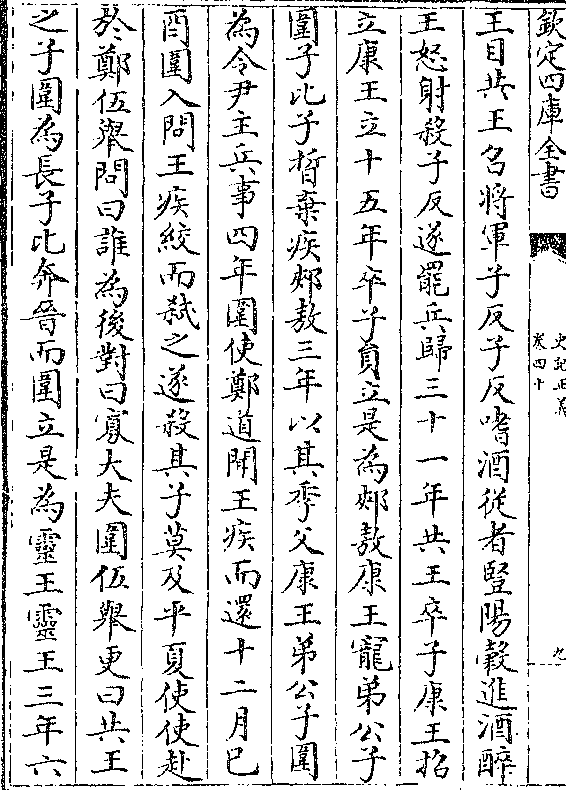 欽定四庫全書
史記正義
卷四十
九
王目共王召將軍子反子反嗜酒從者豎陽穀進酒醉
王怒射殺子反遂罷兵歸三十一年共王卒子康王招
立康王立十五年卒子員立是為郟敖康王寵弟公子
圍子比子晳棄疾郟敖三年以其季父康王弟公子圍
為令尹主兵事四年圍使鄭道聞王疾而還十二月已
酉圍入問王疾絞而弑之遂殺其子莫及平夏使使赴
於鄭伍舉問曰誰為後對曰寡大夫圍伍舉更曰共王
之子圍為長子比奔晉而圍立是為靈王靈王三年六